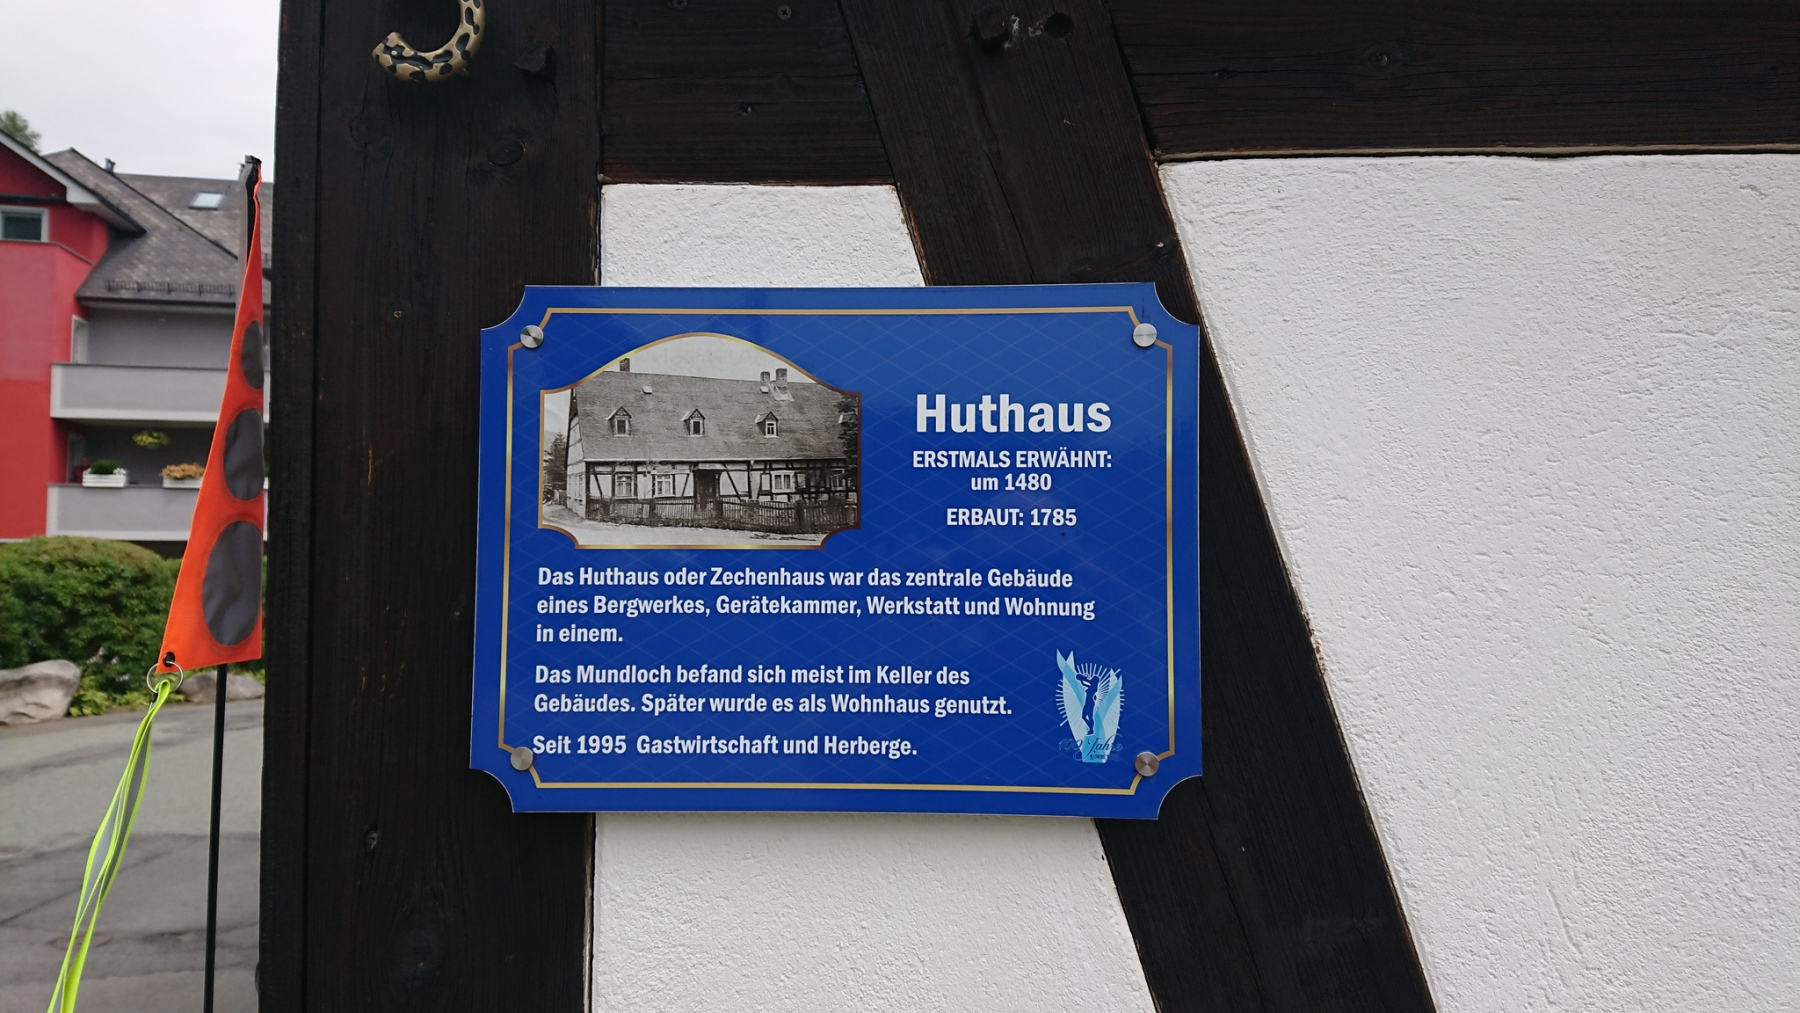 Huthaus
ERSTMALS ERWÄHNT:
um 1480
ERBAUT: 1785
Das Huthaus oder Zechenhaus war das zentrale Gebäude
eines Bergwerkes, Gerätekammer, Werkstatt und Wohnung
in einem.
Das Mundloch befand sich meist im Keller des
Gebäudes. Später wurde es als Wohnhaus genutzt.
Seit 1995 Gastwirtschaft und Herberge.
100 Jahre